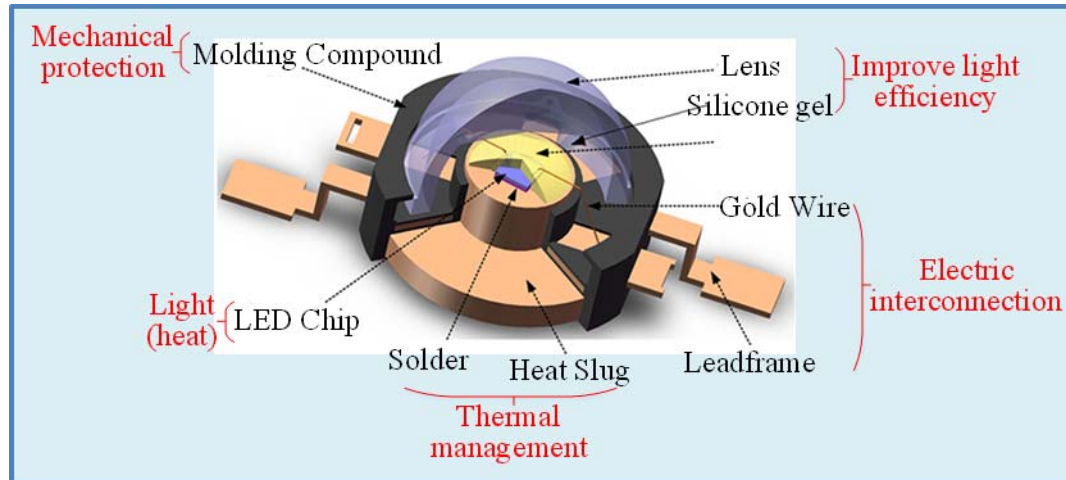 Mechanical
protection
Molding Compound
Lens
Silicone gel
Improve light
efficiency
Gold Wire
Electric
interconnection
Light
(heat)
LED Chip
Solder
Heat Slug
Leadframe
Thermal
management